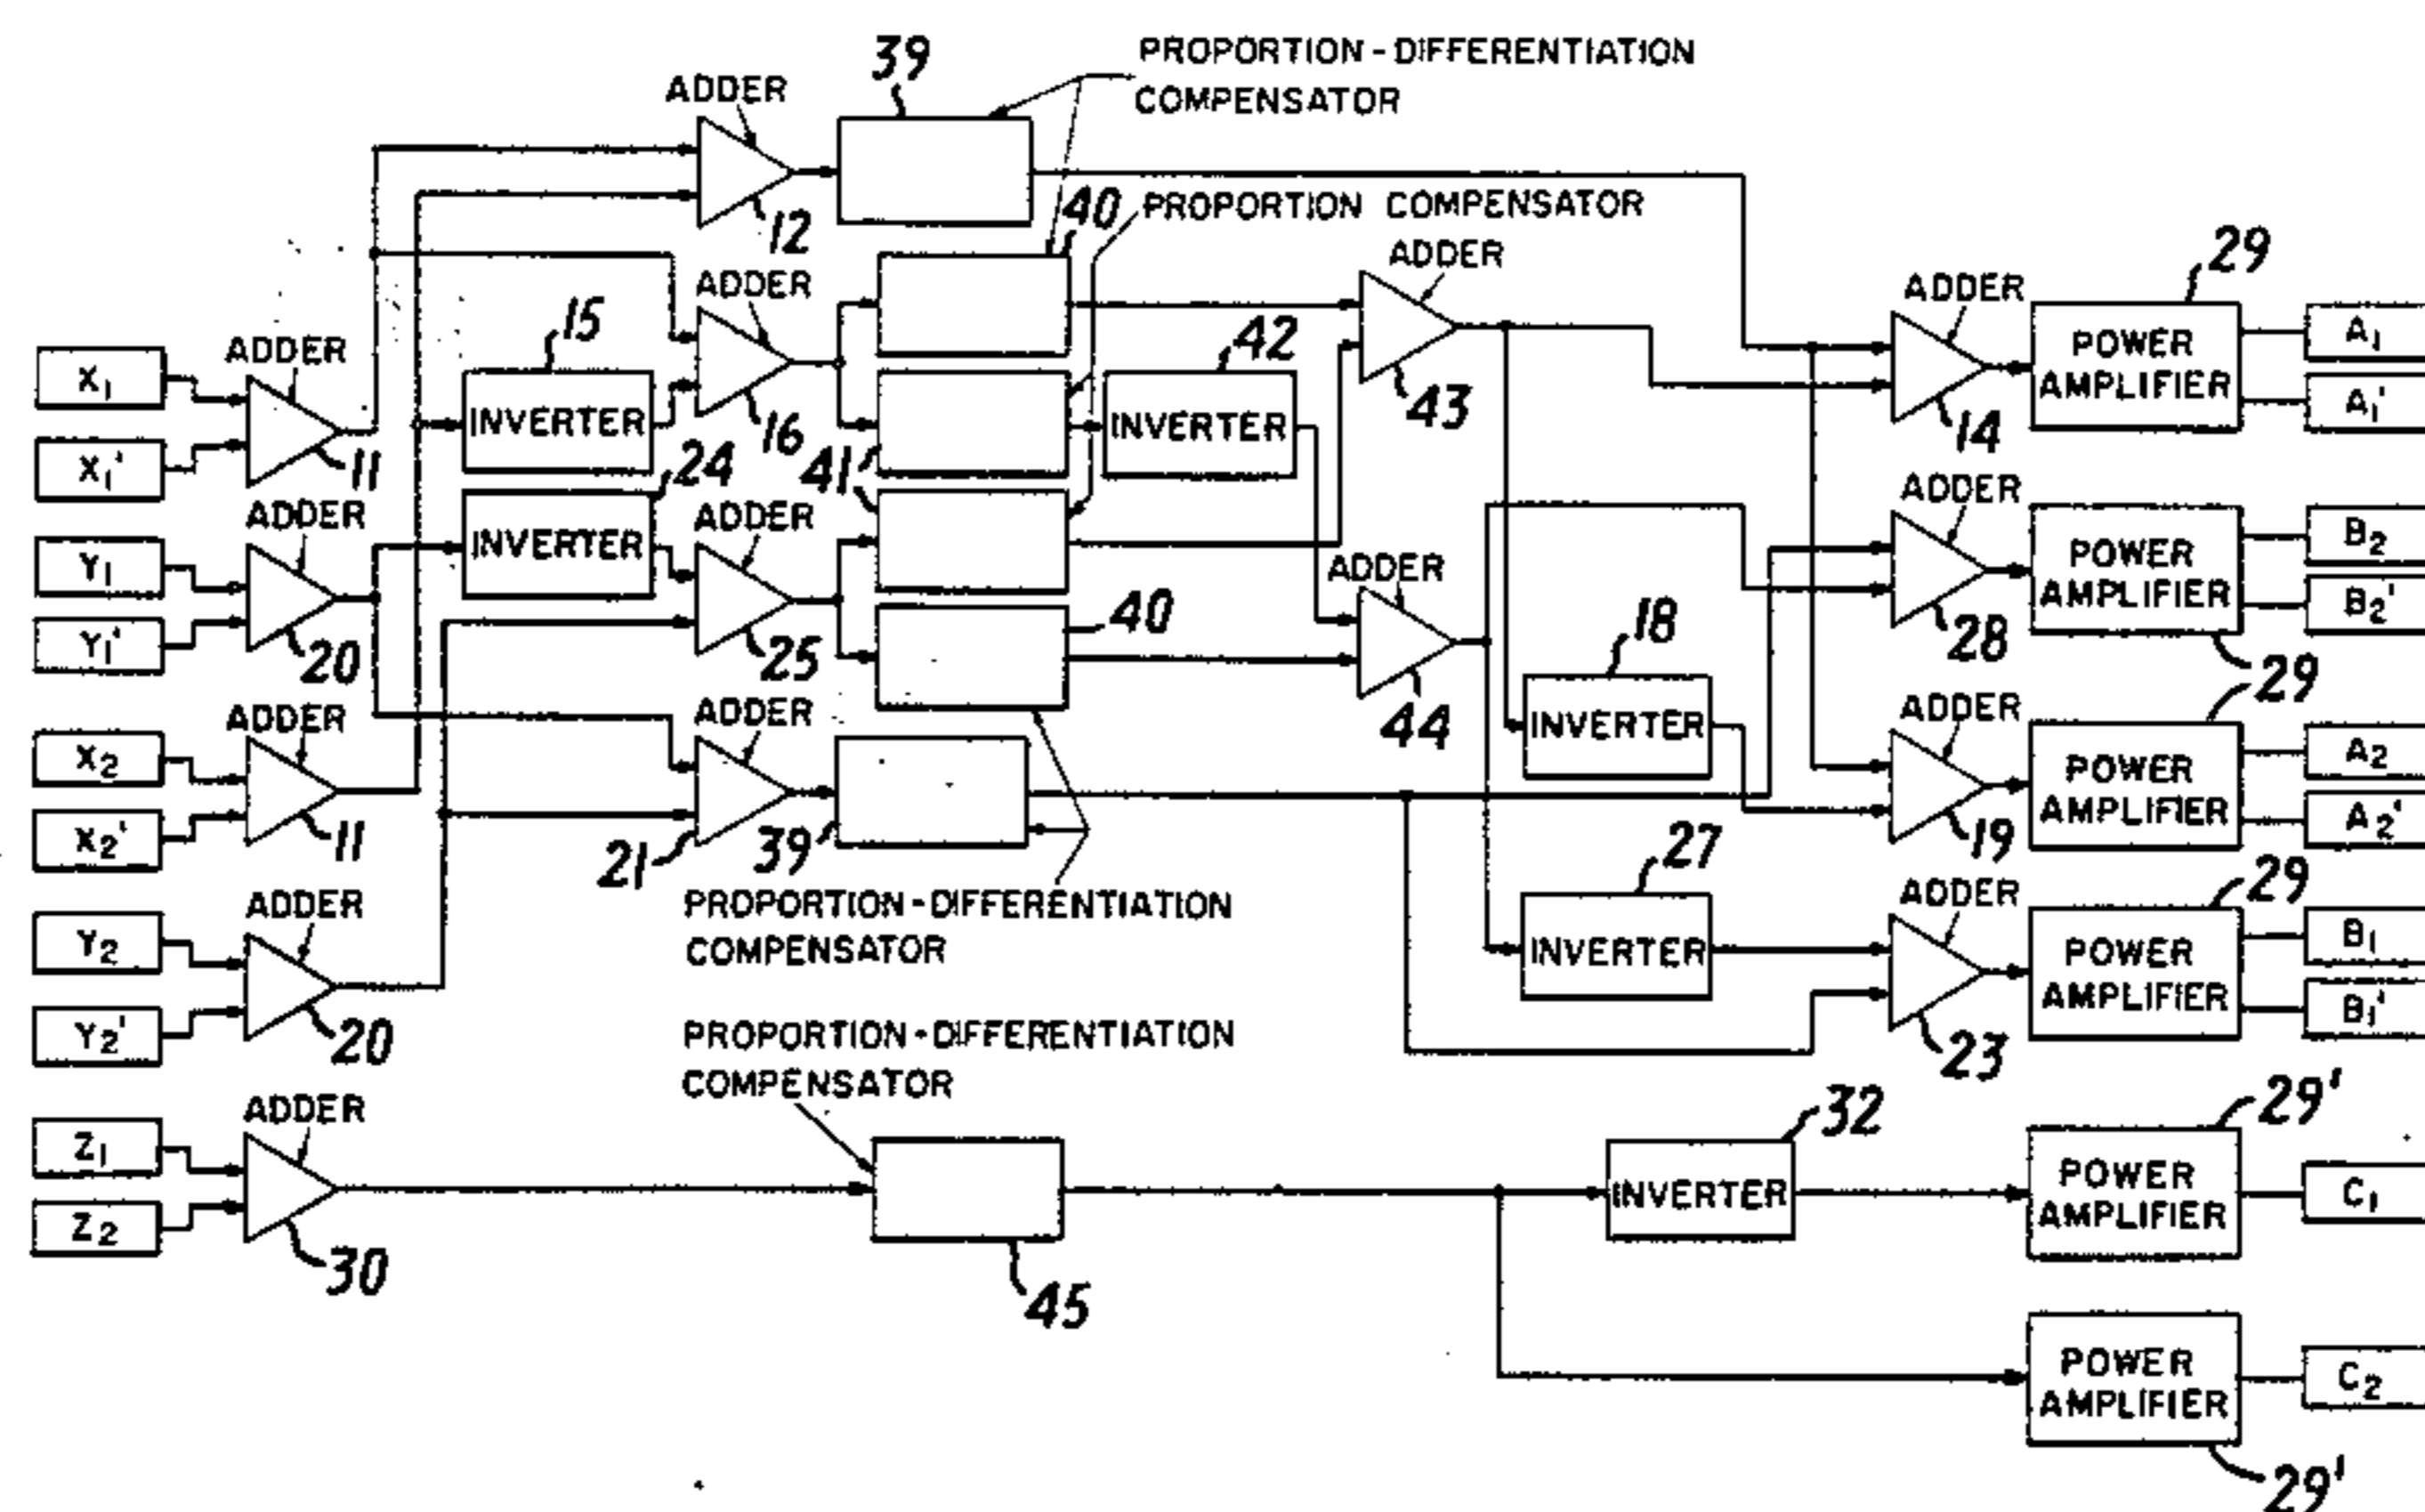 39
PROPORTION-DIFFERENTIATION
COMPENSATOR
ADDER
12
40
PROPORTION COMPENSATOR
ADDER
ADDER
29
ADDER
15
16
42
43
14
X1
X1'
ADDER
11
INVERTER
INVERTER
POWER
AMPLIFIER
A1
A1'
24
41
ADDER
ADDER
ADDER
Y1
Y1'
20
INVERTER
25
40
ADDER
44
18
INVERTER
28
POWER
AMPLIFIER
B2
B2'
29
X2
X2'
ADDER
11
ADDER
21
39
ADDER
19
POWER
AMPLIFIER
A2
A2'
PROPORTION-DIFFERENTIATION
COMPENSATOR
27
INVERTER
29
Y2
Y2'
ADDER
20
ADDER
23
POWER
AMPLIFIER
B1
B1'
PROPORTION-DIFFERENTIATION
COMPENSATOR
Z1
Z2
ADDER
30
45
32
INVERTER
29'
POWER
AMPLIFIER
C1
POWER
AMPLIFIER
C2
29'